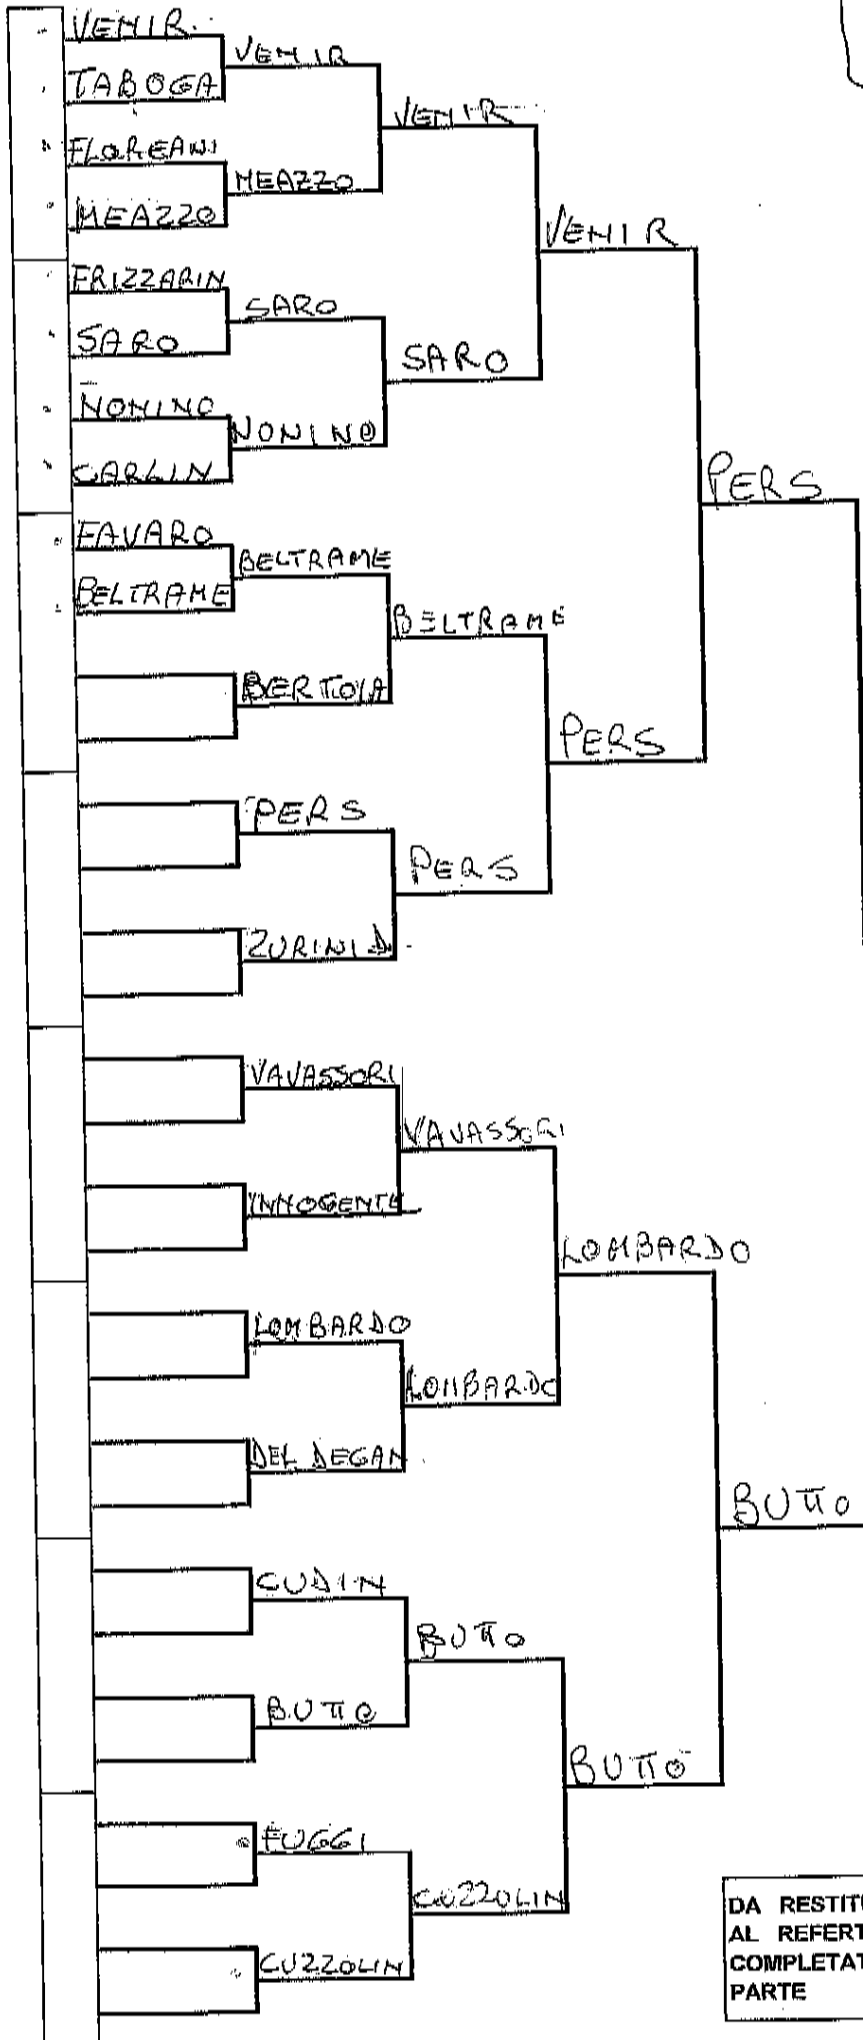 VENIR
TABOGA
FLOREANI
MEAZZO
FRIZZARIN
SARO
NONINO
CARLIN
FAVARO
BELTRAME
VENIR
MEAZZO
SARO
NONINO
BELTRAME
BERTOIA
PERS
ZURINI D.
VAVASSORI
INNOCENTE
LOMBARDO
DEL DEGAN
CUDIN
BUTTO
FUGGI
CUZZOLIN
VENIR
SARO
BELTRAME
PERS
VAVASSORI
LOMBARDO
BUTTO
CUZZOLIN
VENIR
PERS
LOMBARDO
BUTTO
PERS
BUTTO
DA RESTITU
AL REFERT
COMPLETAT
PARTE